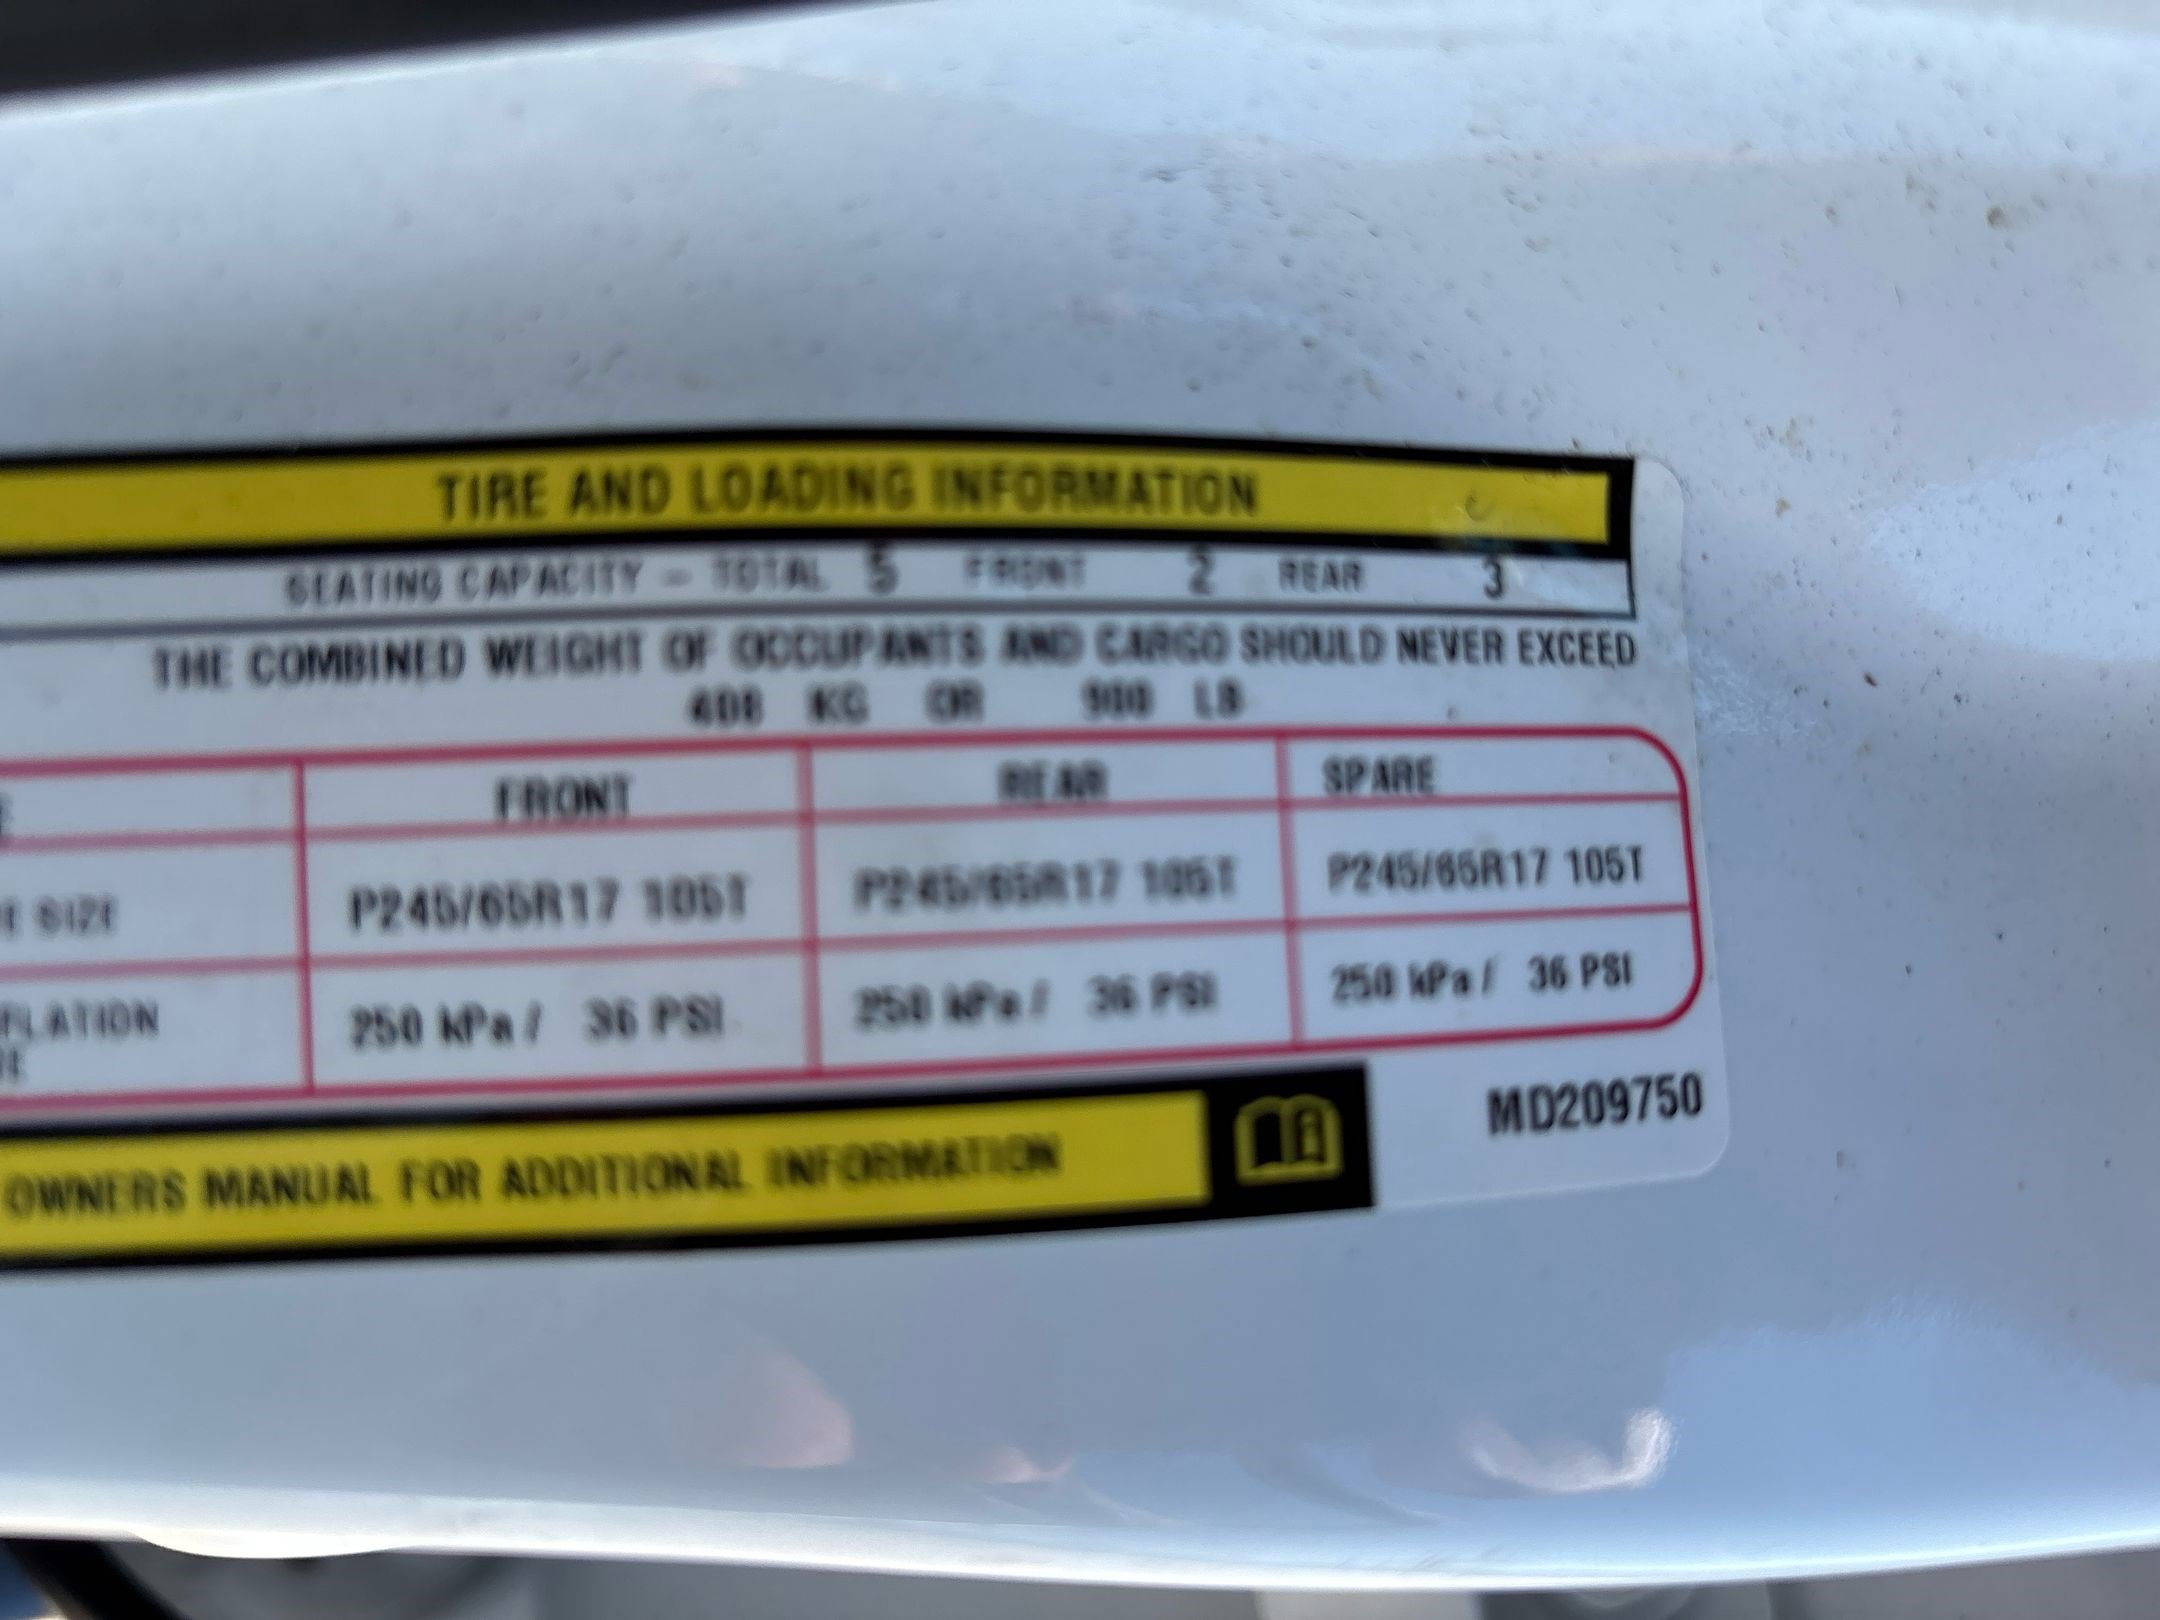 TIRE AND LOADING INFORMATION
SEATING CAPACITY – TOTAL 5 FRONT 2 REAR 3
THE COMBINED WEIGHT OF OCCUPANTS AND CARGO SHOULD NEVER EXCEED
408 KG OR 900 LB
FRONT REAR SPARE
SIZE P245/65R17 105T P245/65R17 105T P245/65R17 105T
250 kPa / 36 PSI 250 kPa / 36 PSI 250 kPa / 36 PSI
FLATION
OWNERS MANUAL FOR ADDITIONAL INFORMATION
MD209750